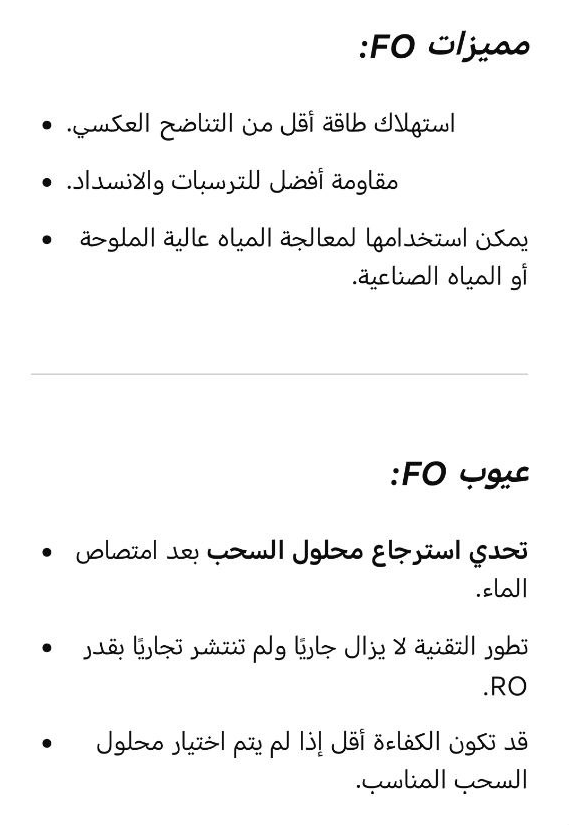 مميزات FO:
• استهلاك طاقة أقل من التناضح العكسي.
• مقاومة أفضل للترسبات والانسداد.
• يمكن استخدامها لمعالجة المياه عالية الملوحة
أو المياه الصناعية.
عيوب FO:
• تحدي استرجاع محلول السحب بعد امتصاص
الماء.
• تطور التقنية لا يزال جاريًا ولم تنتشر تجاريًا بقدر
RO.
• قد تكون الكفاءة أقل إذا لم يتم اختيار محلول
السحب المناسب.